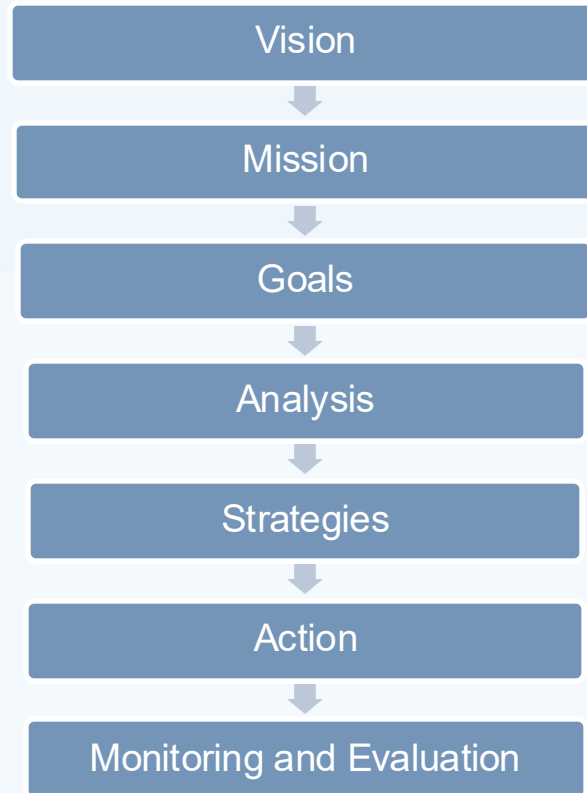 Vision
Mission
Goals
Analysis
Strategies
Action
Monitoring and Evaluation